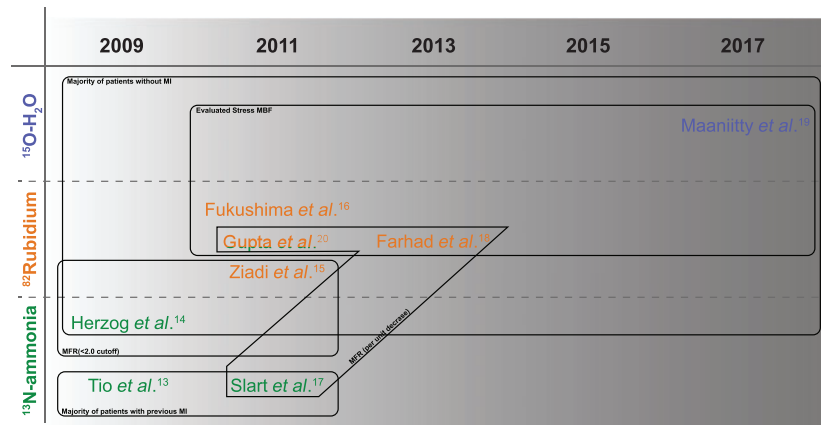 2009 2011 2013 2015 2017
Majority of patients without MI
Evaluated Stress MBF
¹⁵O-H₂O
Maaniitty et al.¹⁹
⁸²Rubidium
Fukushima et al.¹⁶
Gupta et al.²⁰ Farhad et al.¹⁸
Ziadi et al.¹⁵
¹³N-ammonia
Herzog et al.¹⁴
MFR (per unit decrease)
MFR(<2.0 cutoff)
Tio et al.¹³ Slart et al.¹⁷
Majority of patients with previous MI